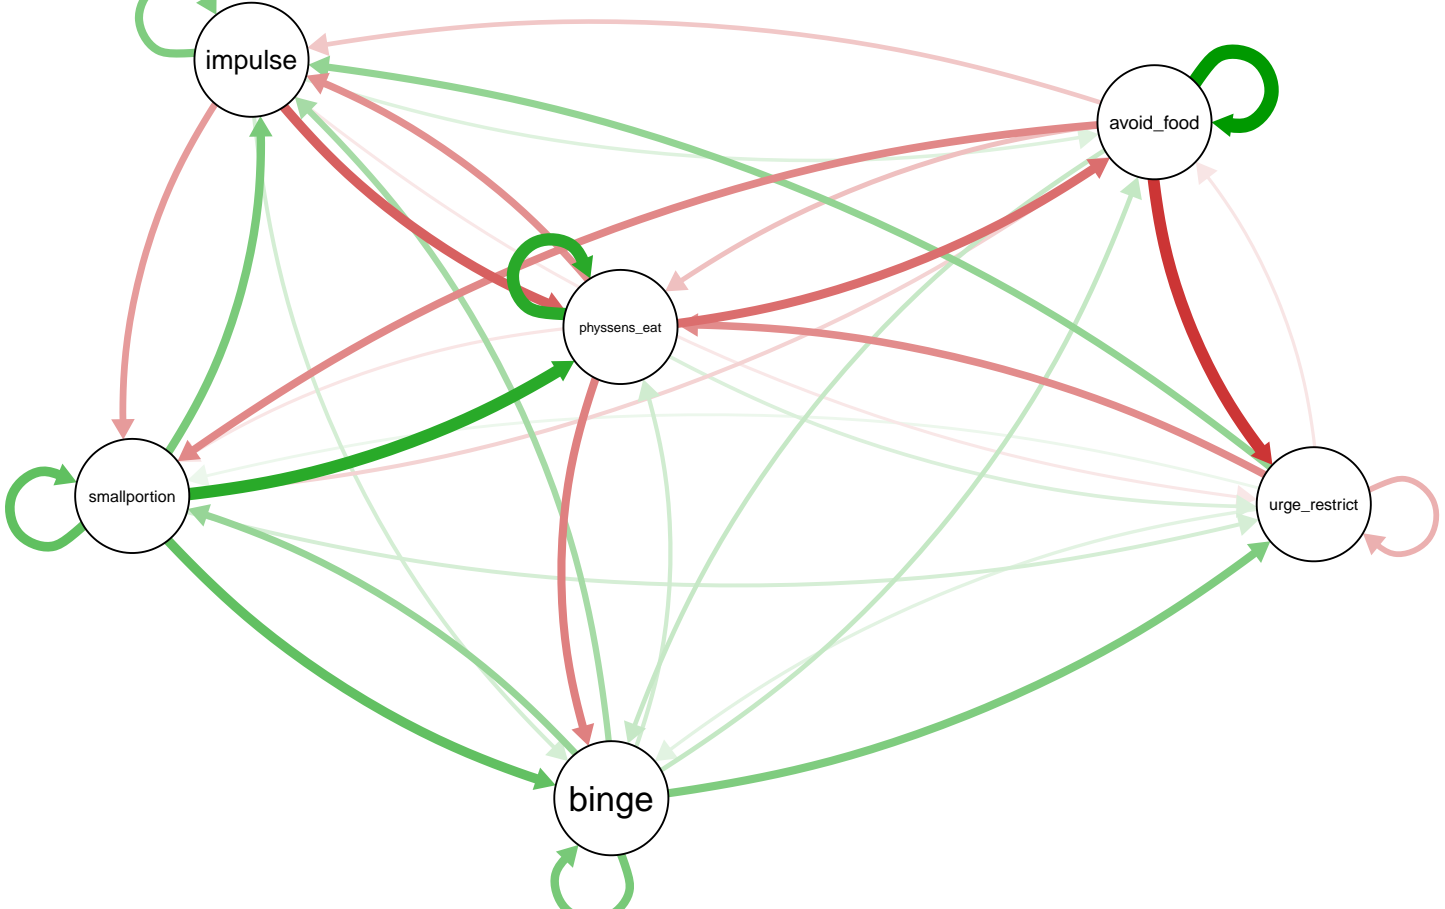 impulse
avoid_food
physsens_eat
smallportion
urge_restrict
binge